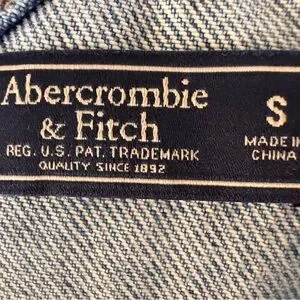 Abercrombie
& Fitch
REG. U.S. PAT. TRADEMARK
QUALITY SINCE 1892
S
MADE IN
CHINA